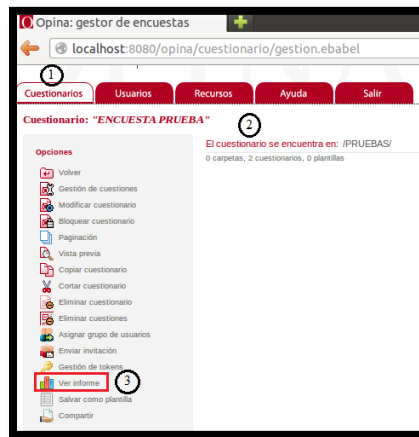 Opina: gestor de encuestas
localhost:8080/opina/cuestionario/gestion.ebabel
1
Cuestionarios Usuarios Recursos Ayuda Salir
Cuestionario: "ENCUESTA PRUEBA"
2
El cuestionario se encuentra en: /PRUEBAS/
0 carpetas, 2 cuestionarios, 0 plantillas
Opciones
Volver
Gestión de cuestiones
Modificar cuestionario
Bloquear cuestionario
Paginación
Vista previa
Copiar cuestionario
Cortar cuestionario
Eliminar cuestionario
Eliminar cuestiones
Asignar grupo de usuarios
Enviar invitación
Gestión de tokens
Ver informe 3
Salvar como plantilla
Compartir